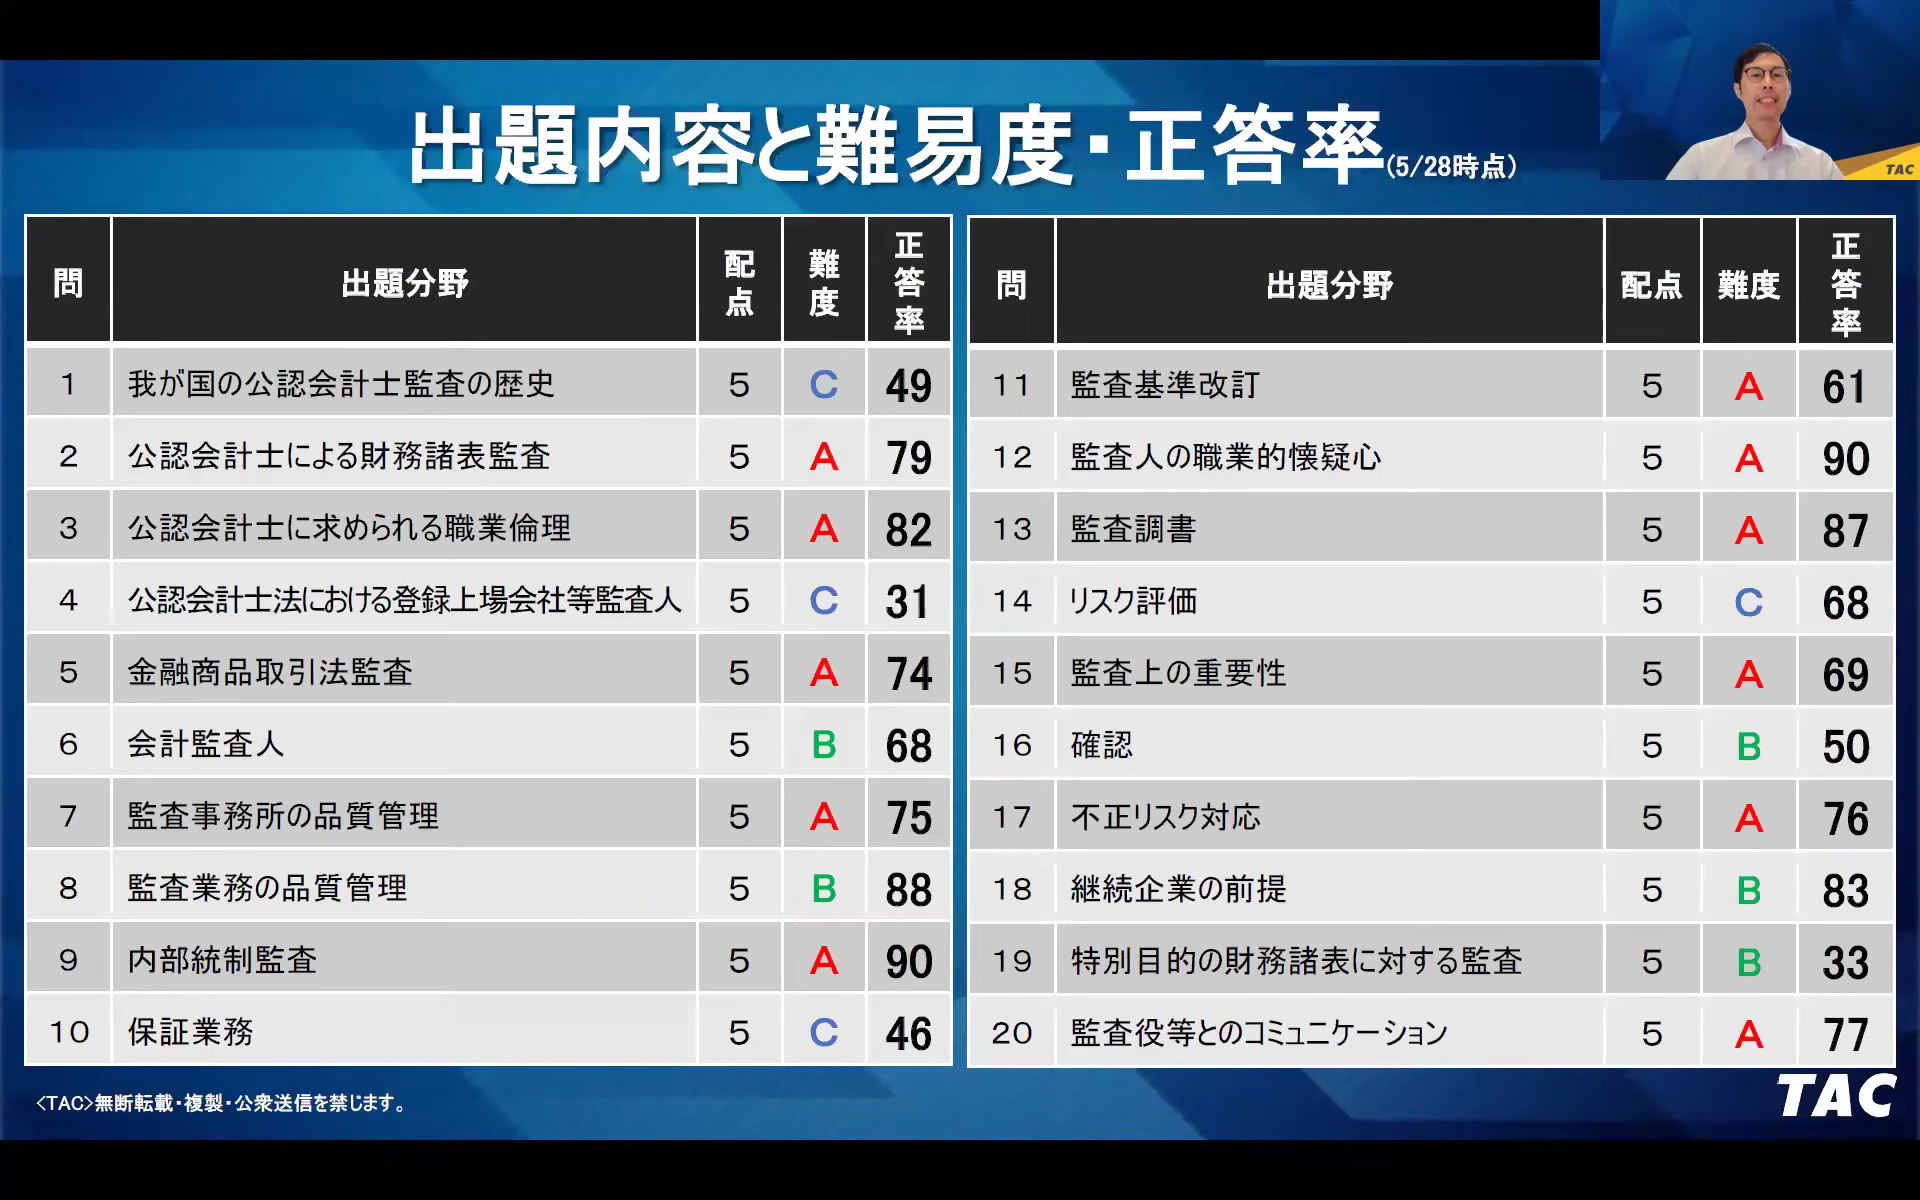 出題内容と難易度・正答率(5/28時点)
TAC
問 出題分野 配点 難度 正答率
1 我が国の公認会計士監査の歴史 5 C 49
2 公認会計士による財務諸表監査 5 A 79
3 公認会計士に求められる職業倫理 5 A 82
4 公認会計士法における登録上場会社等監査人 5 C 31
5 金融商品取引法監査 5 A 74
6 会計監査人 5 B 68
7 監査事務所の品質管理 5 A 75
8 監査業務の品質管理 5 B 88
9 内部統制監査 5 A 90
10 保証業務 5 C 46
問 出題分野 配点 難度 正答率
11 監査基準改訂 5 A 61
12 監査人の職業的懐疑心 5 A 90
13 監査調書 5 A 87
14 リスク評価 5 C 68
15 監査上の重要性 5 A 69
16 確認 5 B 50
17 不正リスク対応 5 A 76
18 継続企業の前提 5 B 83
19 特別目的の財務諸表に対する監査 5 B 33
20 監査役等とのコミュニケーション 5 A 77
<TAC>無断転載・複製・公衆送信を禁じます。
TAC